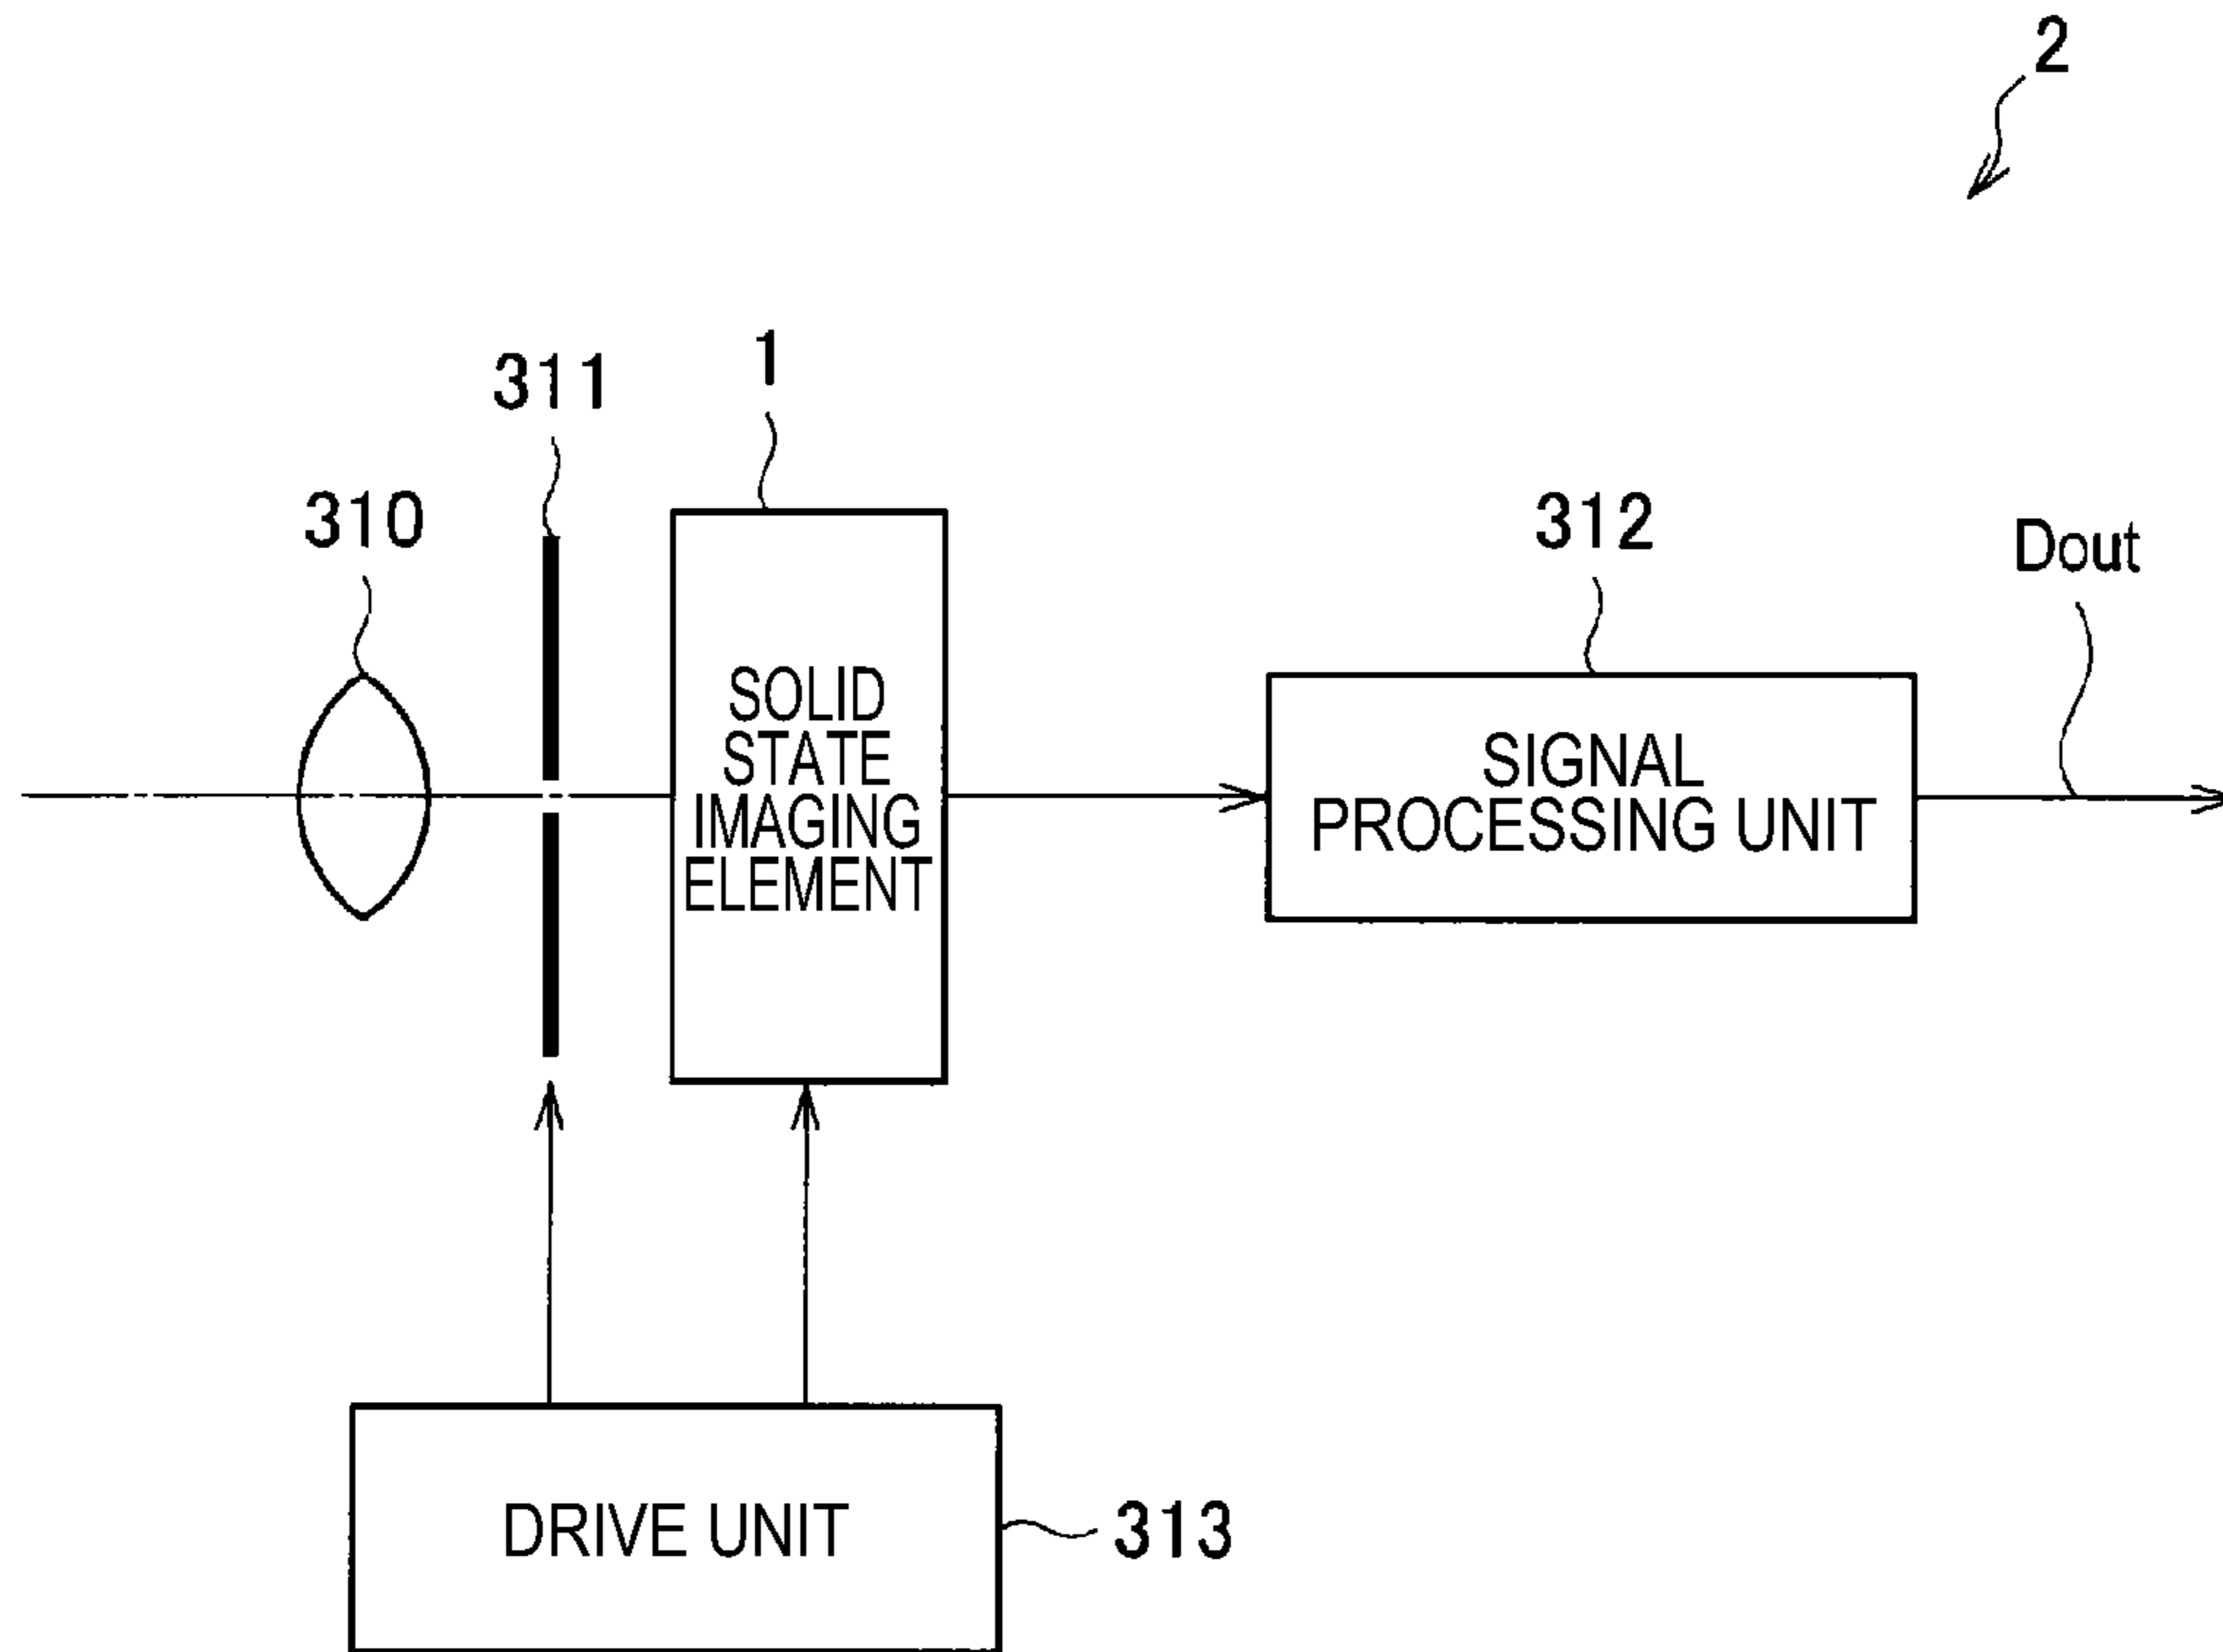 2
1
311
310
312
Dout
SOLID
STATE
IMAGING
ELEMENT
SIGNAL
PROCESSING UNIT
DRIVE UNIT
313